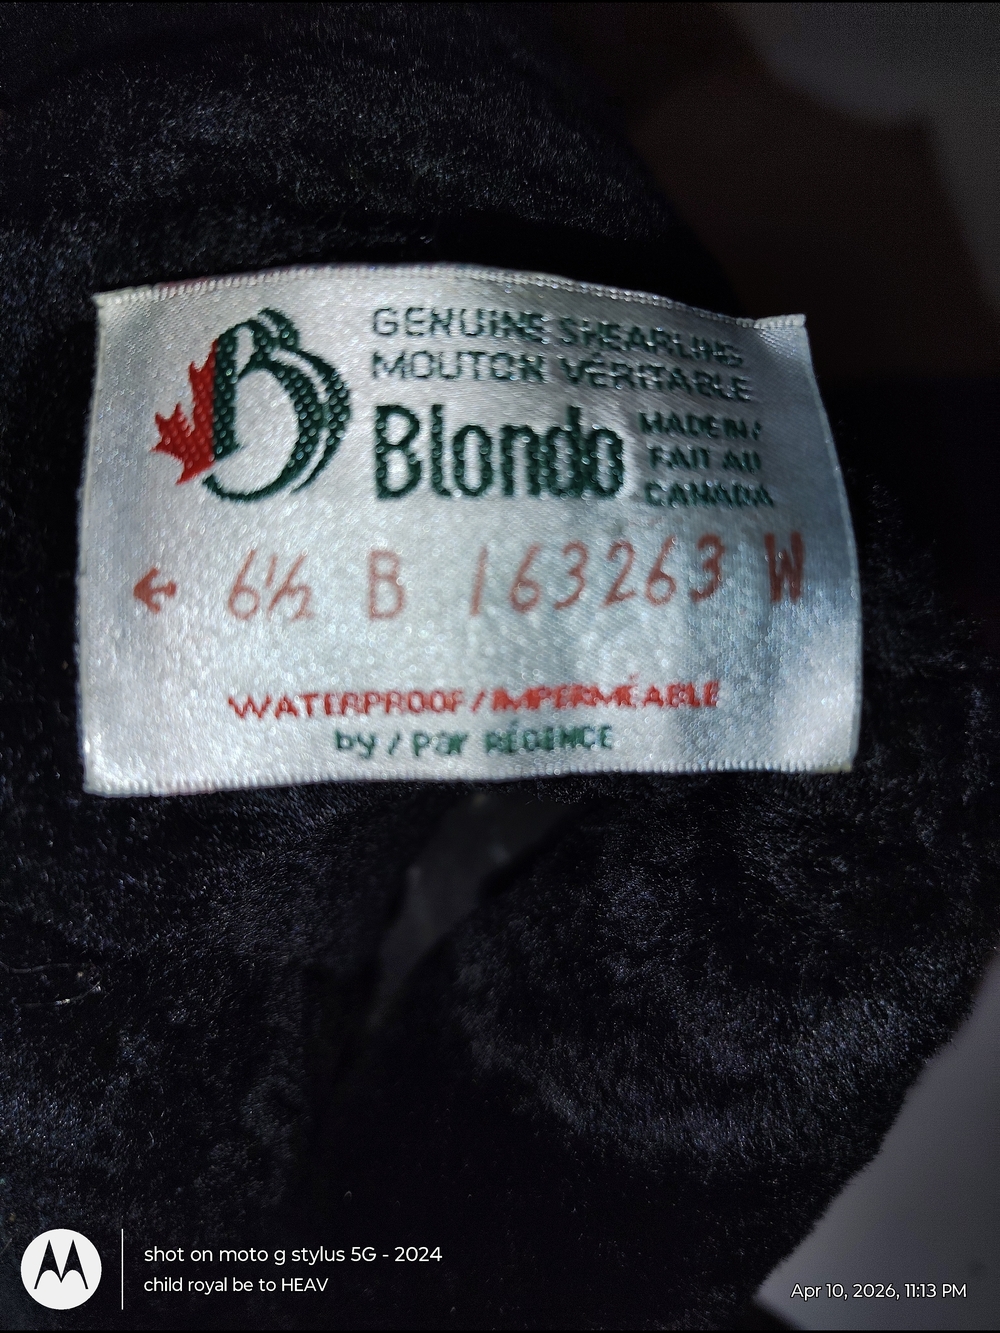 B
GENUINE SHEARLING
MOUTON VÉRITABLE
Blondo
MADE IN /
FAIT AU
CANADA
← 6½ B 163263 W
WATERPROOF / IMPERMÉABLE
by / par RÉGENCE
shot on moto g stylus 5G - 2024
child royal be to HEAV
Apr 10, 2026, 11:13 PM